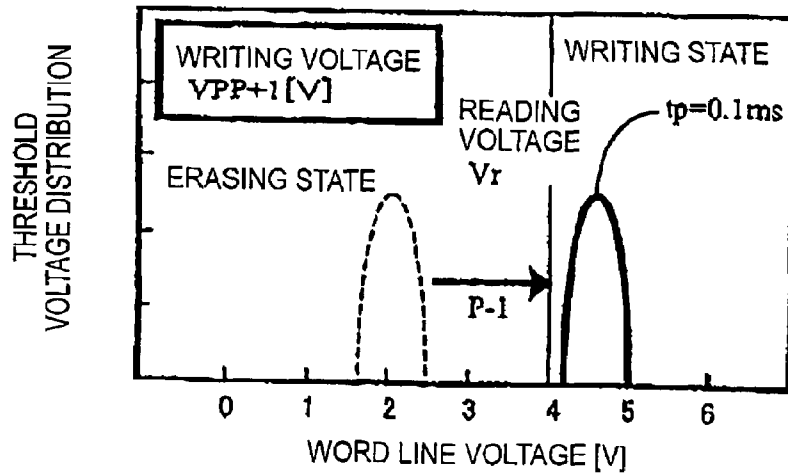 WRITING VOLTAGE
VPP+1[V]
WRITING STATE
READING
VOLTAGE
Vr
tp=0.1ms
ERASING STATE
P-1
THRESHOLD
VOLTAGE DISTRIBUTION
0 1 2 3 4 5 6
WORD LINE VOLTAGE [V]